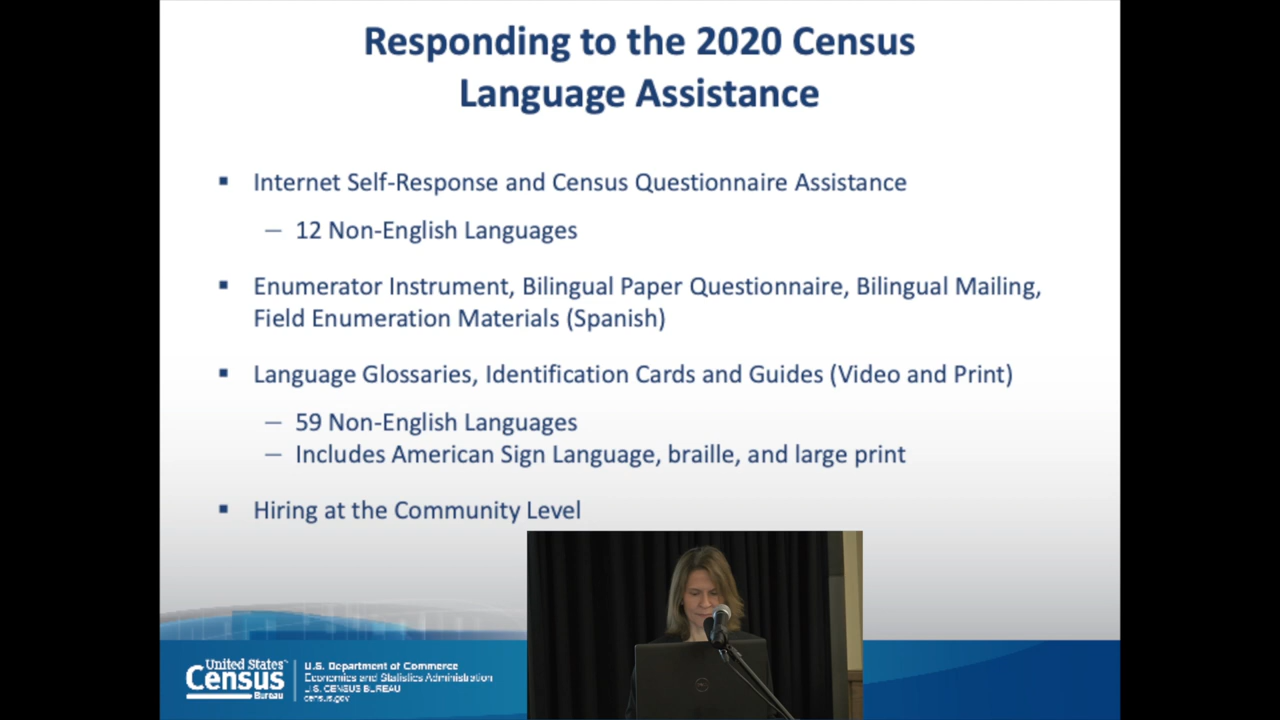 Responding to the 2020 Census
Language Assistance
▪ Internet Self-Response and Census Questionnaire Assistance
– 12 Non-English Languages
▪ Enumerator Instrument, Bilingual Paper Questionnaire, Bilingual Mailing,
Field Enumeration Materials (Spanish)
▪ Language Glossaries, Identification Cards and Guides (Video and Print)
– 59 Non-English Languages
– Includes American Sign Language, braille, and large print
▪ Hiring at the Community Level
United States
Census
Bureau
U.S. Department of Commerce
Economics and Statistics Administration
U.S. CENSUS BUREAU
census.gov
DELL